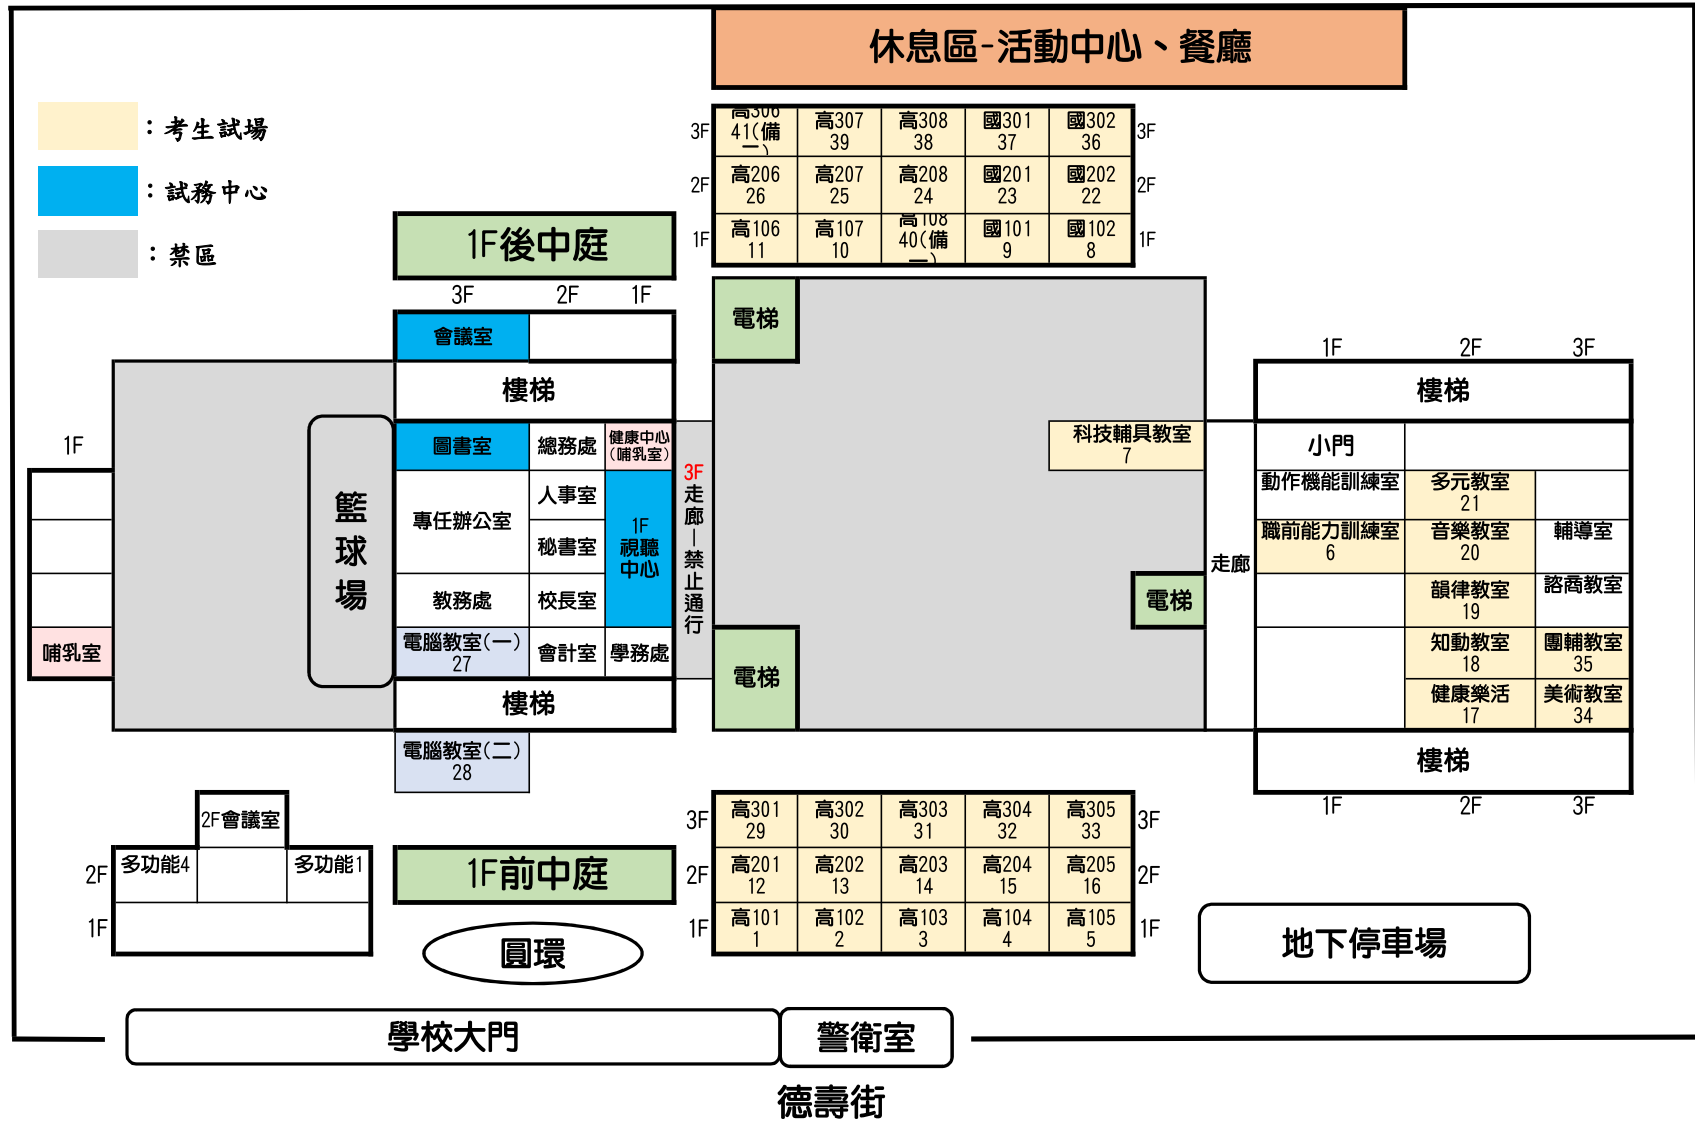 休息區-活動中心、餐廳
：考生試場
：試務中心
：禁區
3F
高306
41(備
一)
高307
39
高308
38
國301
37
國302
36
3F
2F
高206
26
高207
25
高208
24
國201
23
國202
22
2F
1F
高106
11
高107
10
高108
40(備
一)
國101
9
國102
8
1F
1F後中庭
3F
2F
1F
會議室
樓梯
圖書室
總務處
健康中心
(哺乳室)
專任辦公室
人事室
秘書室
1F
視聽
中心
教務處
校長室
電腦教室(一)
27
會計室
學務處
樓梯
電腦教室(二)
28
1F
哺乳室
籃
球
場
3F
走
廊
｜
禁
止
通
行
電梯
電梯
電梯
科技輔具教室
7
走廊
1F
2F
3F
樓梯
小門
動作機能訓練室
多元教室
21
職前能力訓練室
6
音樂教室
20
輔導室
韻律教室
19
諮商教室
知動教室
18
團輔教室
35
健康樂活
17
美術教室
34
樓梯
1F
2F
3F
2F會議室
2F
多功能4
多功能1
1F
1F前中庭
圓環
3F
高301
29
高302
30
高303
31
高304
32
高305
33
3F
2F
高201
12
高202
13
高203
14
高204
15
高205
16
2F
1F
高101
1
高102
2
高103
3
高104
4
高105
5
1F
地下停車場
學校大門
警衛室
德壽街